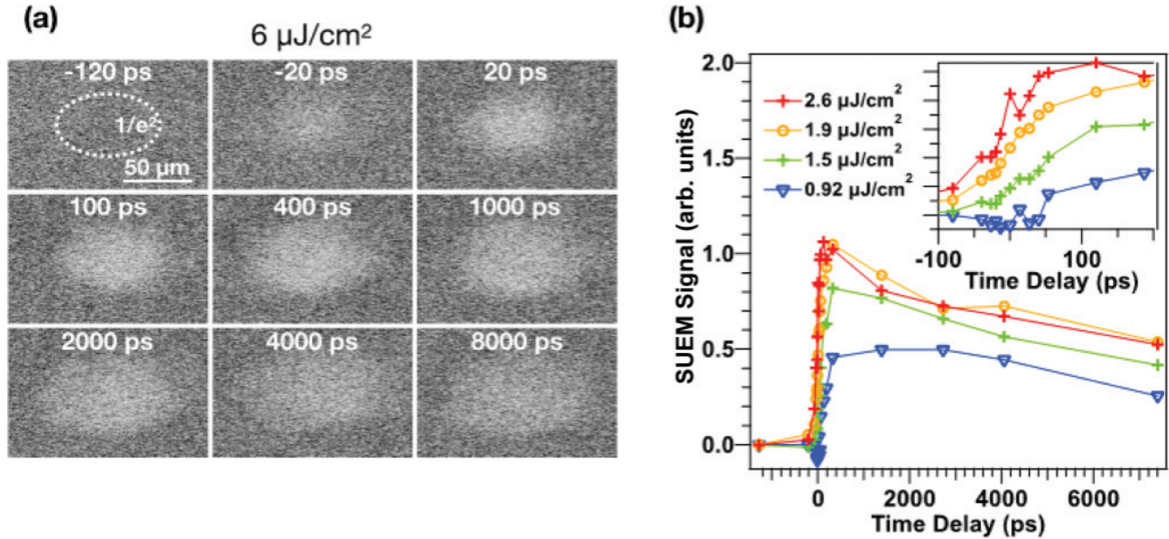 (a)
6 μJ/cm²
-120 ps
-20 ps
20 ps
1/e²
50 μm
100 ps
400 ps
1000 ps
2000 ps
4000 ps
8000 ps
(b)
SUEM Signal (arb. units)
2.0
1.5
1.0
0.5
0.0
2.6 μJ/cm²
1.9 μJ/cm²
1.5 μJ/cm²
0.92 μJ/cm²
-100
0
100
Time Delay (ps)
0
2000
4000
6000
Time Delay (ps)